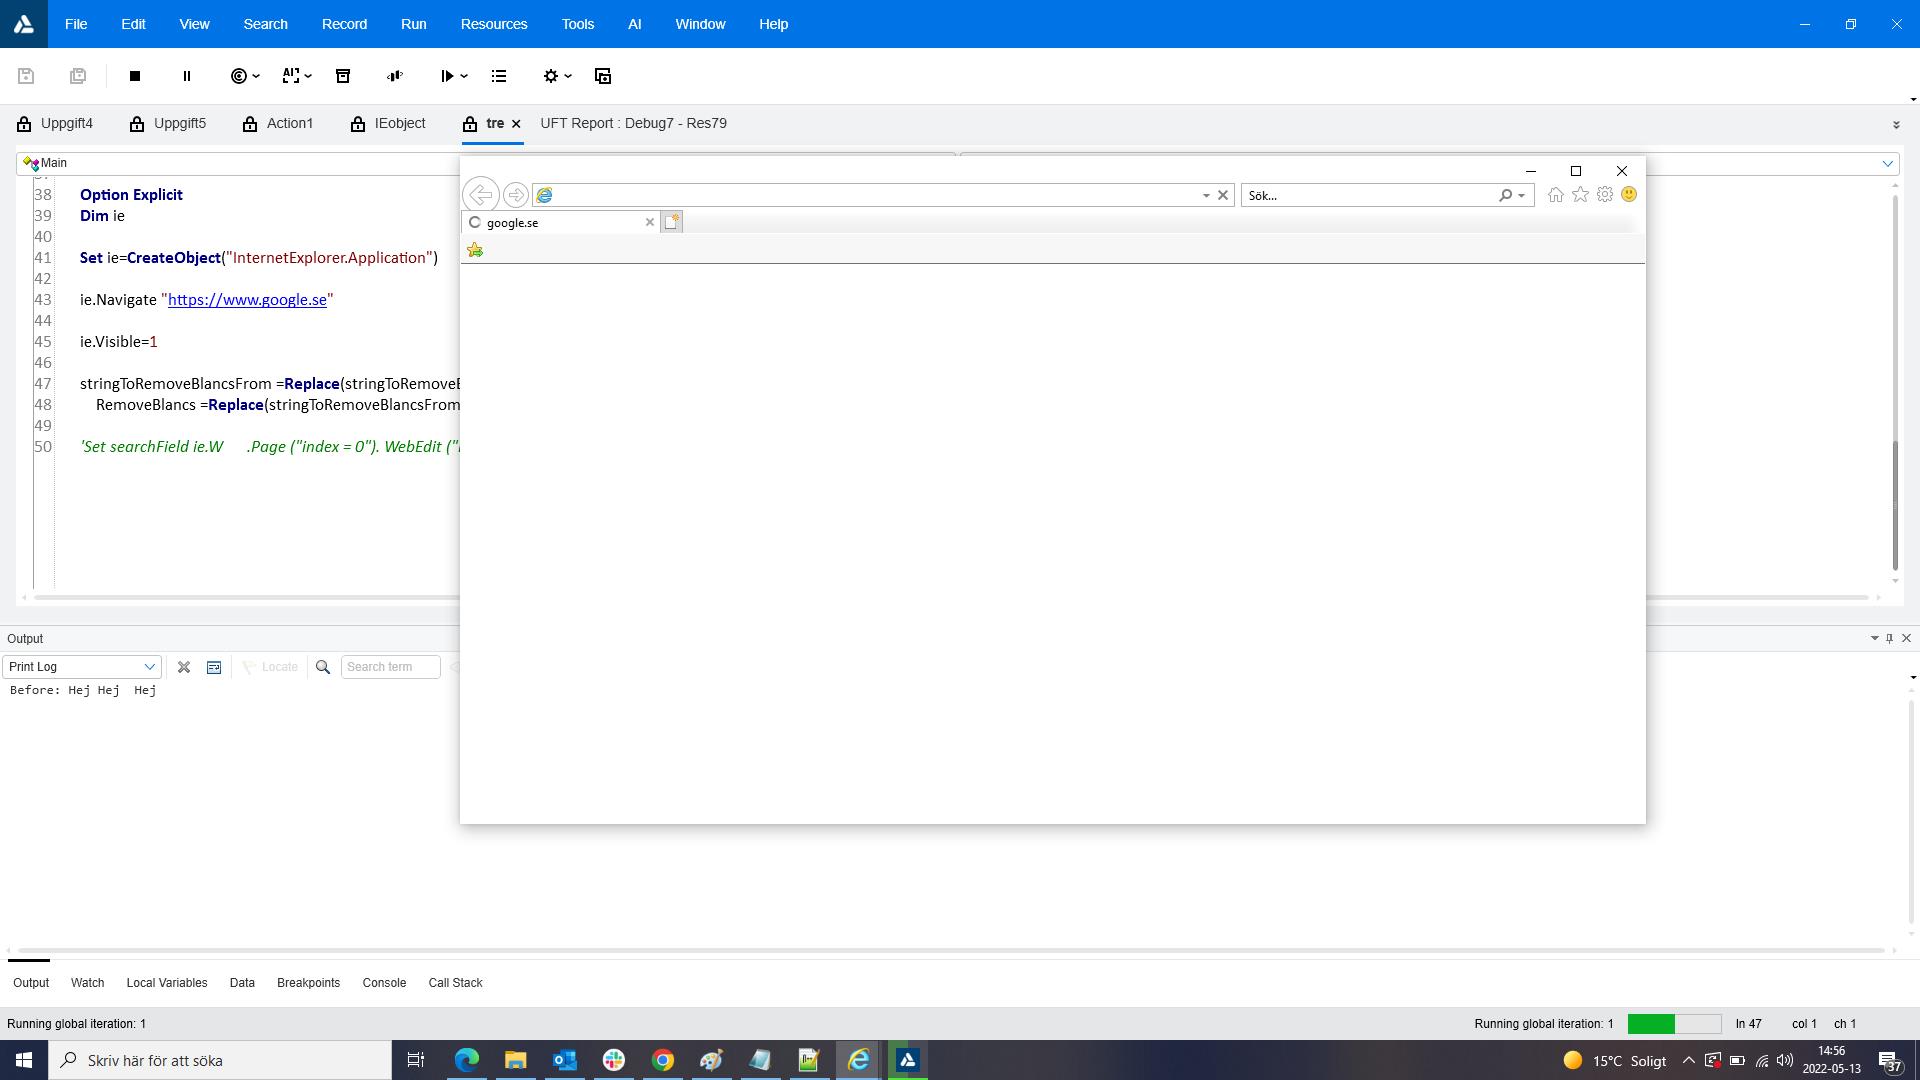 File Edit View Search Record Run Resources Tools AI Window Help
Uppgift4 Uppgift5 Action1 IEobject tre UFT Report : Debug7 - Res79
Main
38 Option Explicit
39 Dim ie
40
41 Set ie=CreateObject("InternetExplorer.Application")
42
43 ie.Navigate "https://www.google.se"
44
45 ie.Visible=1
46
47 stringToRemoveBlancsFrom =Replace(stringToRemoveB
48 RemoveBlancs =Replace(stringToRemoveBlancsFrom
49
50 'Set searchField ie.W .Page ("index = 0"). WebEdit ("
Sök...
google.se
Output
Print Log Locate Search term
Before: Hej Hej  Hej
Output Watch Local Variables Data Breakpoints Console Call Stack
Running global iteration: 1 Running global iteration: 1 ln 47 col 1 ch 1
Skriv här för att söka 15°C Soligt 14:56
2022-05-13 37